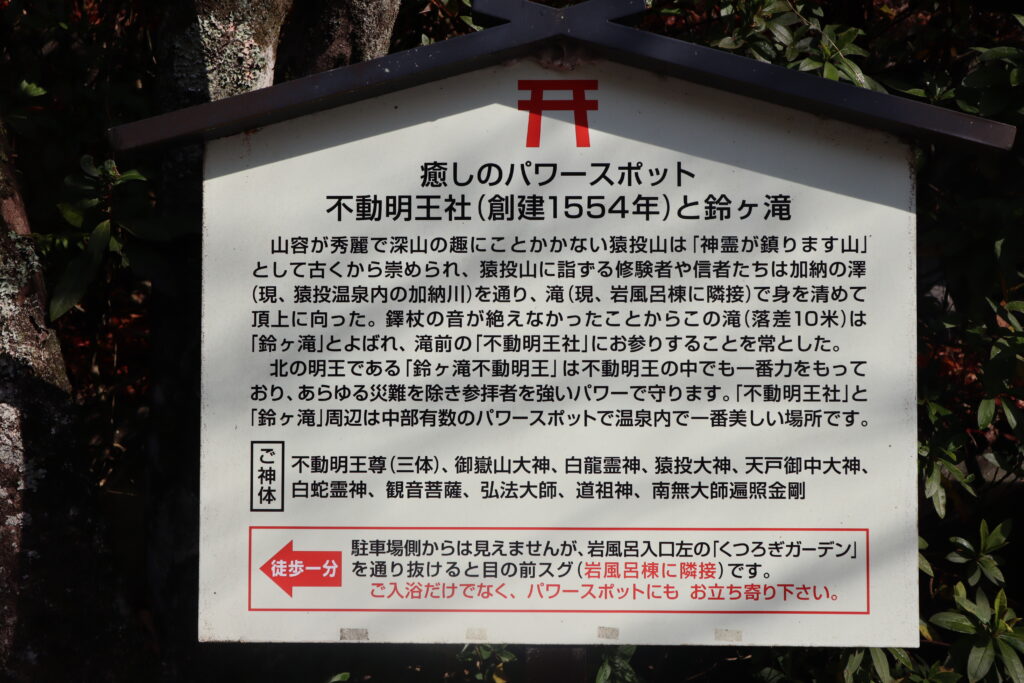 癒しのパワースポット
不動明王社(創建1554年)と鈴ヶ滝
山容が秀麗で深山の趣にことかかない猿投山は「神霊が鎮ります山」
として古くから崇められ、猿投山に詣ずる修験者や信者たちは加納の澤
(現、猿投温泉内の加納川)を通り、滝(現、岩風呂棟に隣接)で身を清めて
頂上に向った。鐸杖の音が絶えなかったことからこの滝(落差10米)は
「鈴ヶ滝」とよばれ、滝前の「不動明王社」にお参りすることを常とした。
北の明王である「鈴ヶ滝不動明王」は不動明王の中でも一番力をもって
おり、あらゆる災難を除き参拝者を強いパワーで守ります。「不動明王社」と
「鈴ヶ滝」周辺は中部有数のパワースポットで温泉内で一番美しい場所です。
ご神体
不動明王尊(三体)、御嶽山大神、白龍霊神、猿投大神、天戸御中大神、
白蛇霊神、観音菩薩、弘法大師、道祖神、南無大師遍照金剛
徒歩一分
駐車場側からは見えませんが、岩風呂入口左の「くつろぎガーデン」
を通り抜けると目の前スグ(岩風呂棟に隣接)です。
ご入浴だけでなく、パワースポットにも お立ち寄り下さい。